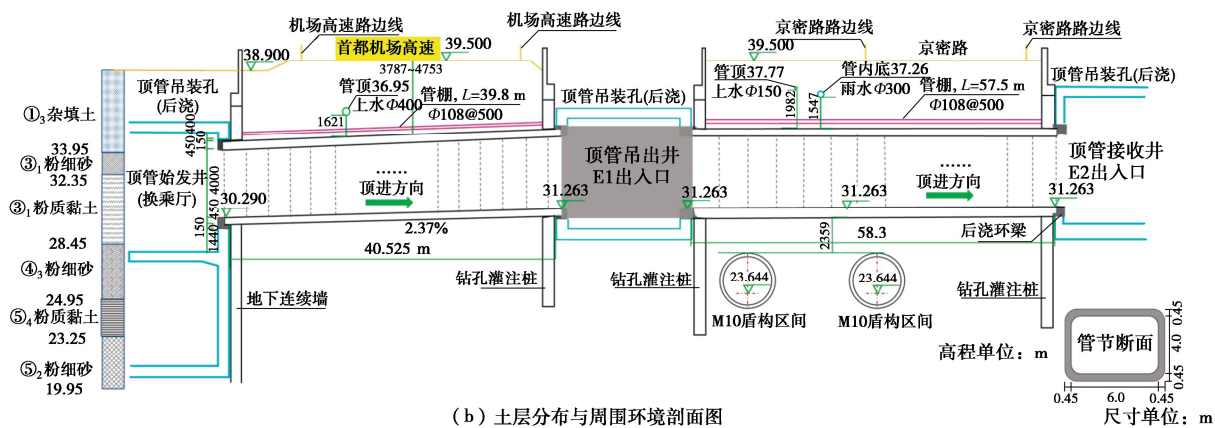 机场高速路边线
机场高速路边线
京密路路边线
京密路路边线
首都机场高速
京密路
38.900
39.500
39.500
3787~4753
顶管吊装孔
(后浇)
管顶36.95
上水Φ400
1621
管棚, L=39.8 m
Φ108@500
顶管吊装孔(后浇)
管顶37.77
上水Φ150
1982
1547
管内底37.26
雨水Φ300
管棚, L=57.5 m
Φ108@500
顶管吊装孔
(后浇)
①₃杂填土
33.95
③₁粉细砂
32.35
③₁粉质黏土
28.45
④₃粉细砂
24.95
⑤₄粉质黏土
23.25
⑤₂粉细砂
19.95
400
150
450
4000
450
150
1440
顶管始发井
(换乘厅)
30.290
……
顶进方向
31.263
2.37%
40.525 m
顶管吊出井
E1出入口
31.263
31.263
……
顶进方向
31.263
顶管接收井
E2出入口
2359
58.3
后浇环梁
地下连续墙
钻孔灌注桩
钻孔灌注桩
钻孔灌注桩
23.644
23.644
M10盾构区间
M10盾构区间
高程单位：m
管节断面
0.45
4.0
0.45
0.45
6.0
0.45
尺寸单位：m
(b) 土层分布与周围环境剖面图